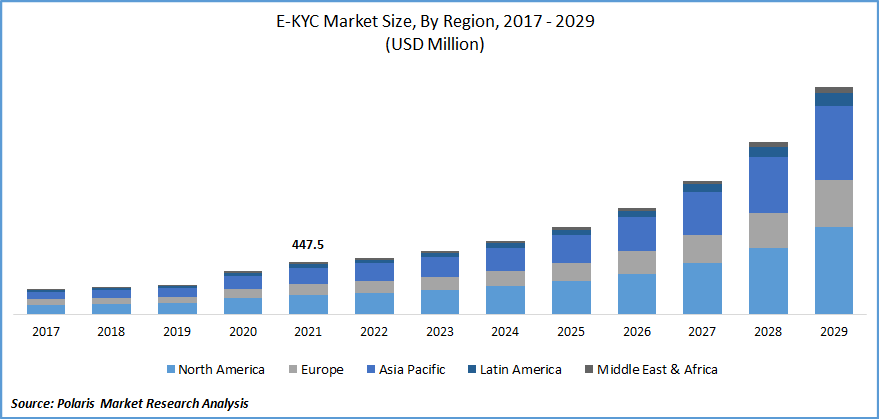 E-KYC Market Size, By Region, 2017 - 2029
(USD Million)
447.5
2017 2018 2019 2020 2021 2022 2023 2024 2025 2026 2027 2028 2029
North America Europe Asia Pacific Latin America Middle East & Africa
Source: Polaris Market Research Analysis